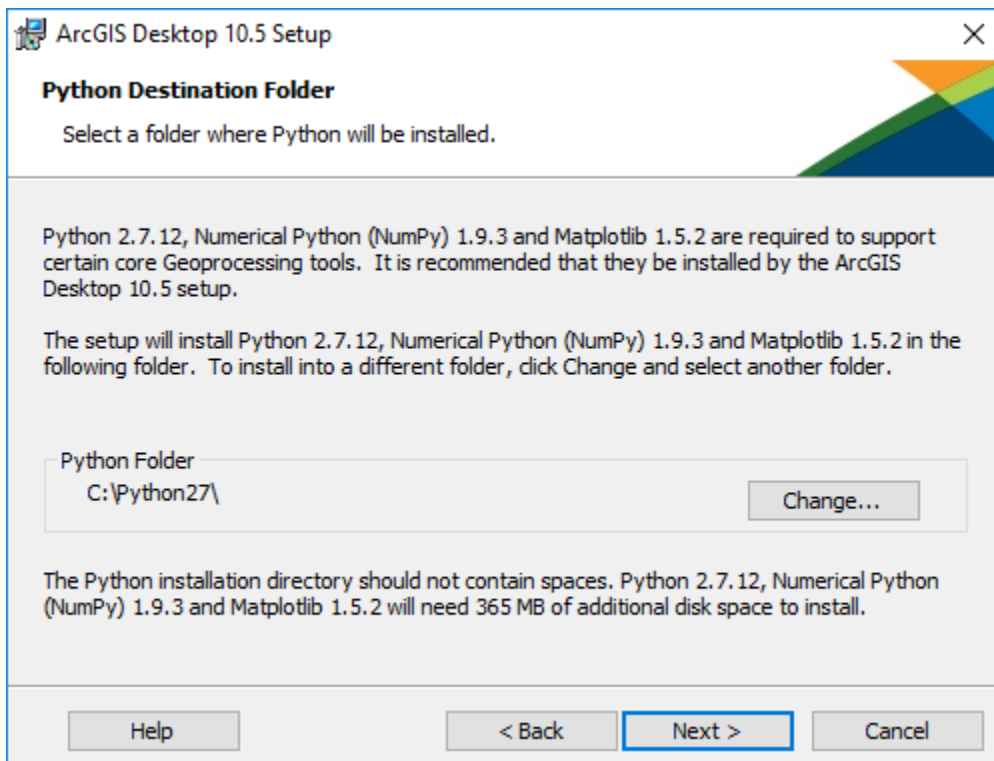 ArcGIS Desktop 10.5 Setup
Python Destination Folder
Select a folder where Python will be installed.
Python 2.7.12, Numerical Python (NumPy) 1.9.3 and Matplotlib 1.5.2 are required to support
certain core Geoprocessing tools.  It is recommended that they be installed by the ArcGIS
Desktop 10.5 setup.
The setup will install Python 2.7.12, Numerical Python (NumPy) 1.9.3 and Matplotlib 1.5.2 in the
following folder.  To install into a different folder, click Change and select another folder.
Python Folder
C:\Python27\
Change...
The Python installation directory should not contain spaces. Python 2.7.12, Numerical Python
(NumPy) 1.9.3 and Matplotlib 1.5.2 will need 365 MB of additional disk space to install.
Help
< Back
Next >
Cancel